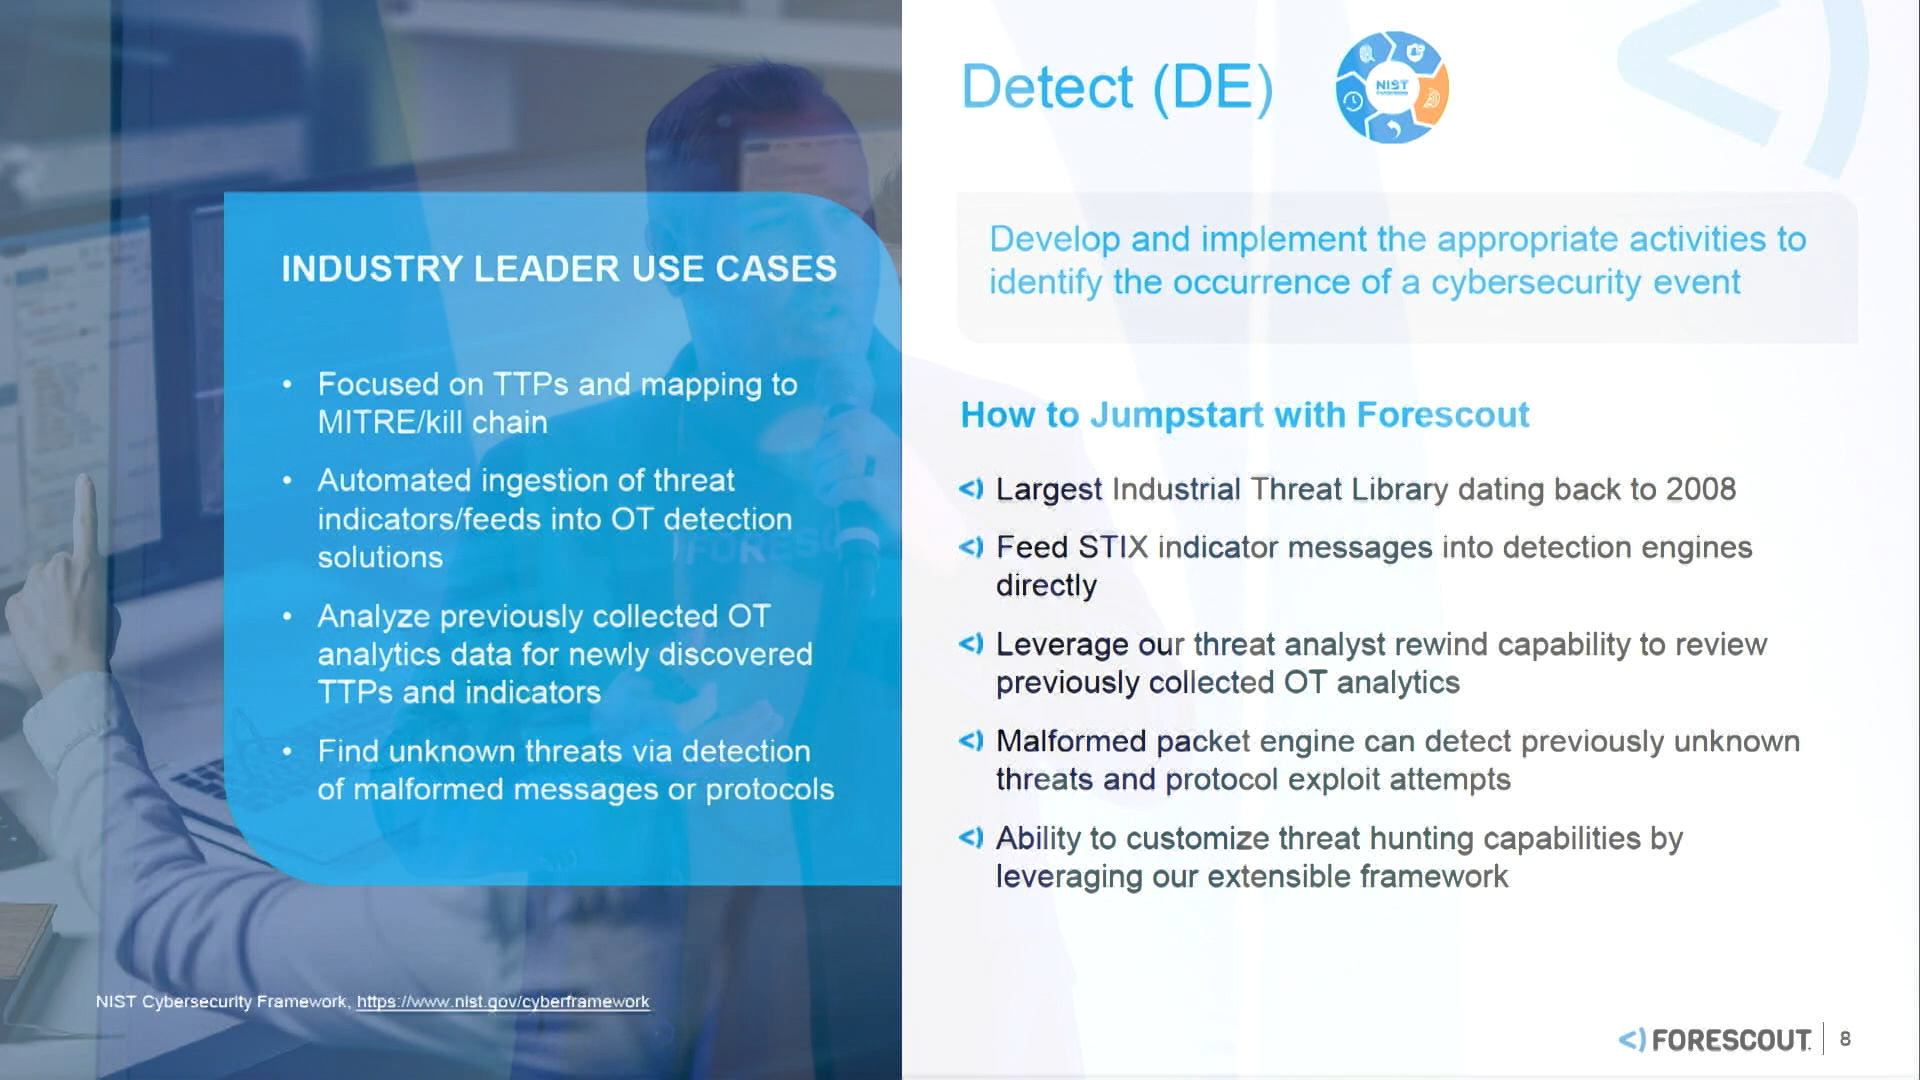 Detect (DE)
NIST
Develop and implement the appropriate activities to
identify the occurrence of a cybersecurity event
INDUSTRY LEADER USE CASES
• Focused on TTPs and mapping to
MITRE/kill chain
• Automated ingestion of threat
indicators/feeds into OT detection
solutions
• Analyze previously collected OT
analytics data for newly discovered
TTPs and indicators
• Find unknown threats via detection
of malformed messages or protocols
How to Jumpstart with Forescout
Largest Industrial Threat Library dating back to 2008
Feed STIX indicator messages into detection engines
directly
Leverage our threat analyst rewind capability to review
previously collected OT analytics
Malformed packet engine can detect previously unknown
threats and protocol exploit attempts
Ability to customize threat hunting capabilities by
leveraging our extensible framework
NIST Cybersecurity Framework, https://www.nist.gov/cyberframework
FORESCOUT. 8